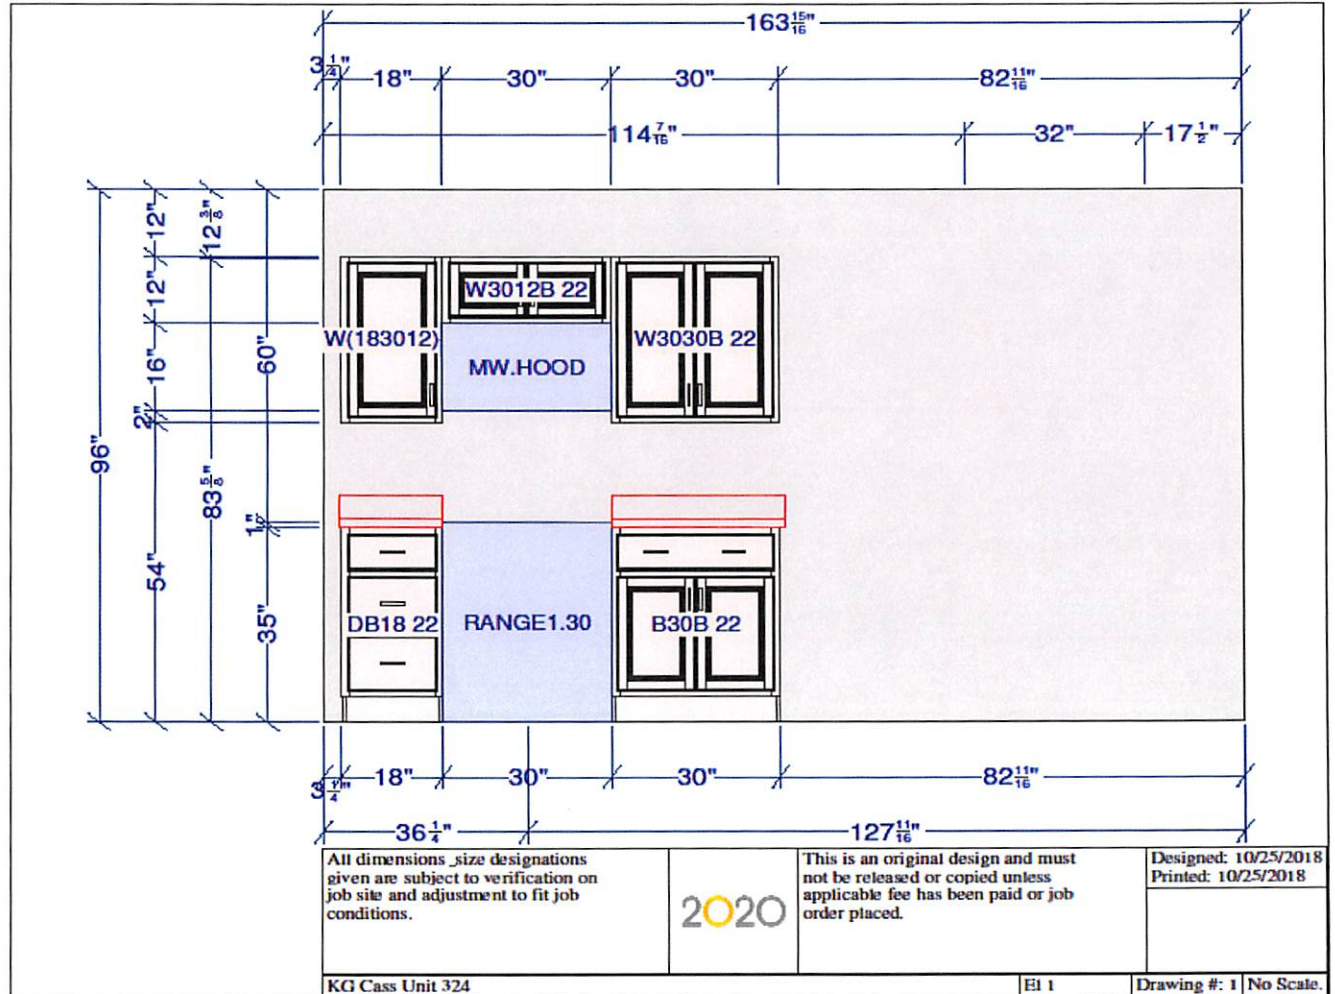 163 15/16"
3 1/4" 18" 30" 30" 82 11/16"
114 7/16" 32" 17 1/2"
12" 12 3/8"
12"
16" 60"
2"
96" 83 5/8"
1"
54" 35"
W3012B 22
W(183012) W3030B 22
MW.HOOD
DB18 22 RANGE1.30 B30B 22
3 1/4" 18" 30" 30" 82 11/16"
36 1/4" 127 11/16"
All dimensions _size designations
given are subject to verification on
job site and adjustment to fit job
conditions.
2020
This is an original design and must
not be released or copied unless
applicable fee has been paid or job
order placed.
Designed: 10/25/2018
Printed: 10/25/2018
KG Cass Unit 324
El 1
Drawing #: 1
No Scale.